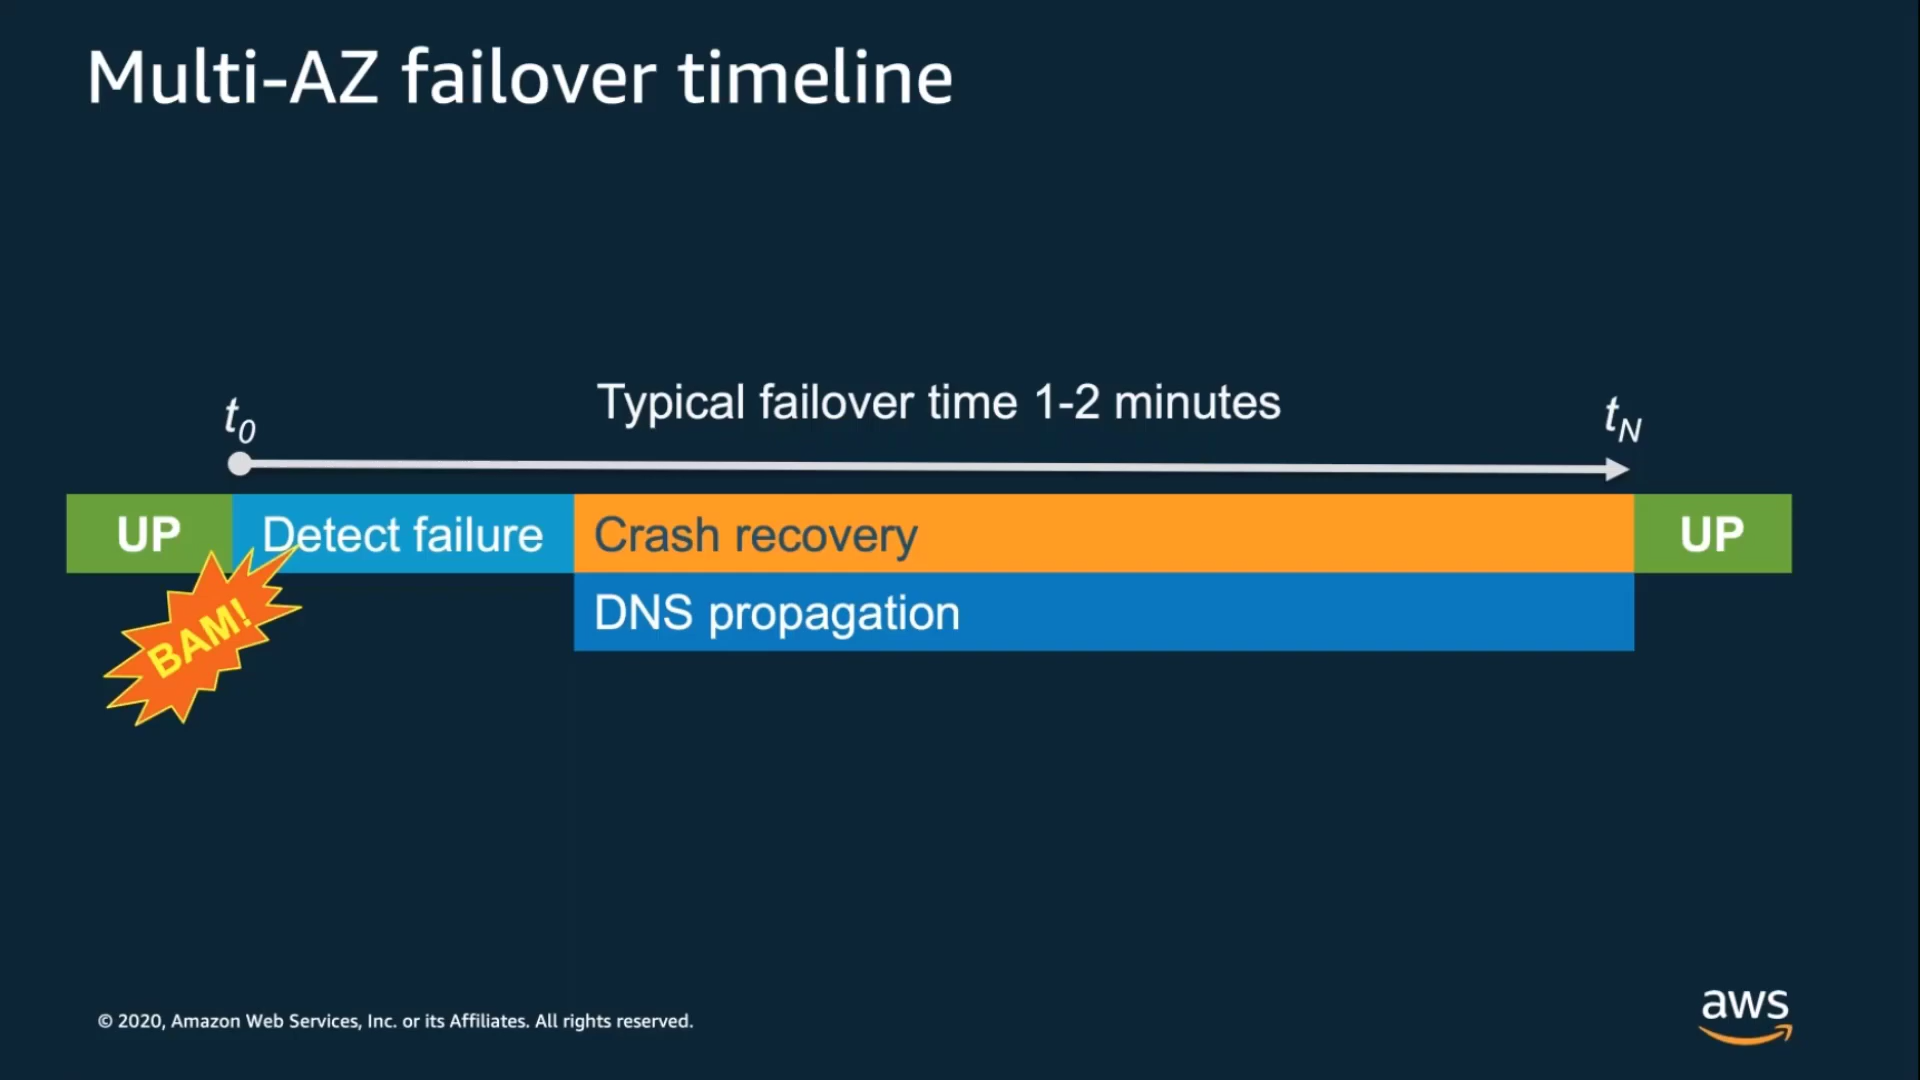 Multi-AZ failover timeline
Typical failover time 1-2 minutes
t0
tN
UP
Detect failure
Crash recovery
UP
DNS propagation
BAM!
© 2020, Amazon Web Services, Inc. or its Affiliates. All rights reserved.
aws